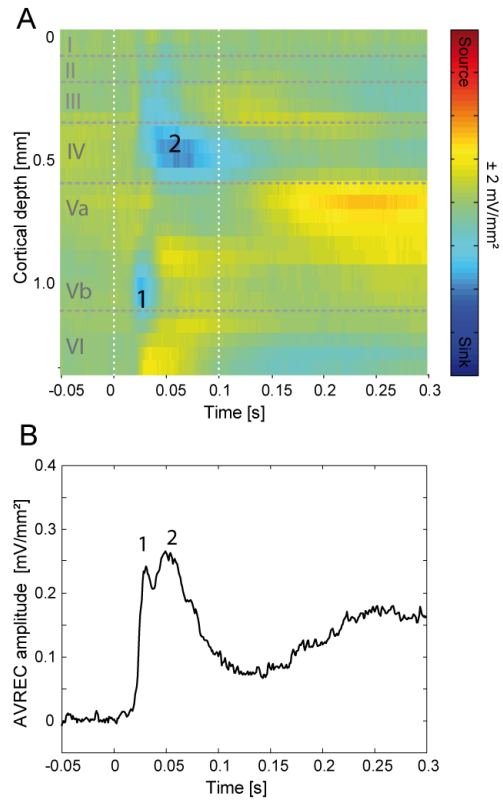 A
0
I
II
III
IV
0.5
Va
1.0
Vb
VI
Cortical depth [mm]
2
1
-0.05 0 0.05 0.1 0.15 0.2 0.25 0.3
Time [s]
Source
± 2 mV/mm²
Sink
B
0.4
0.3
0.2
0.1
0
AVREC amplitude [mV/mm²]
1 2
-0.05 0 0.05 0.1 0.15 0.2 0.25 0.3
Time [s]